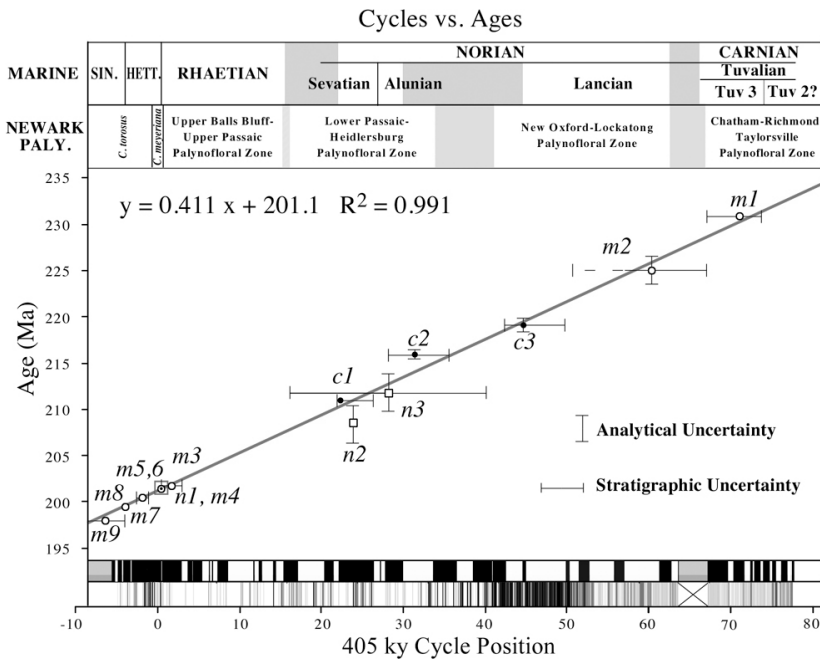 Cycles vs. Ages
MARINE
SIN.
HETT.
RHAETIAN
NORIAN
CARNIAN
Sevatian
Alunian
Lancian
Tuvalian
Tuv 3
Tuv 2?
NEWARK
PALY.
C. torosus
C. meyeriana
Upper Balls Bluff-
Upper Passaic
Palynofloral Zone
Lower Passaic-
Heidlersburg
Palynofloral Zone
New Oxford-Lockatong
Palynofloral Zone
Chatham-Richmond-
Taylorsville
Palynofloral Zone
y = 0.411 x + 201.1 R² = 0.991
Age (Ma)
235
230
225
220
215
210
205
200
195
m1
m2
c3
c2
c1
n3
n2
m5,6
m3
m8
n1, m4
m7
m9
Analytical Uncertainty
Stratigraphic Uncertainty
-10
0
10
20
30
40
50
60
70
80
405 ky Cycle Position